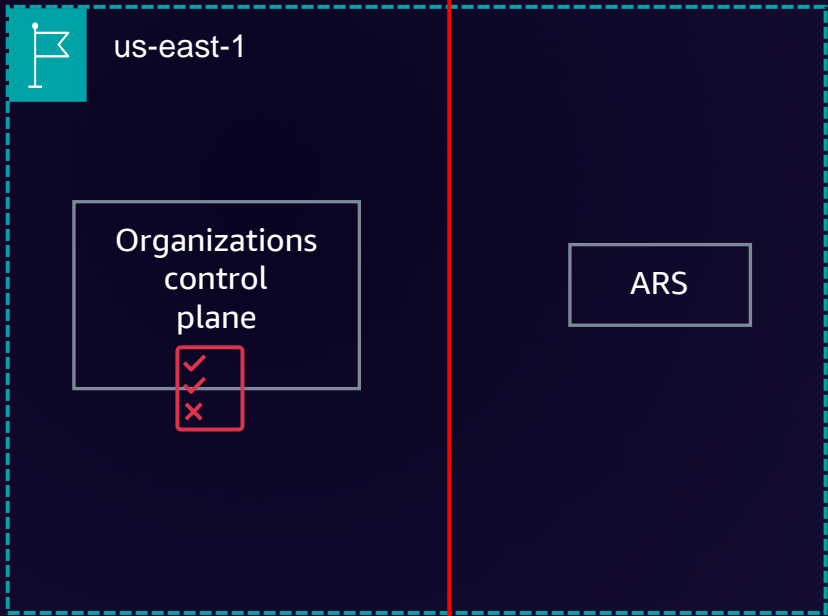 us-east-1
Organizations
control
plane
ARS